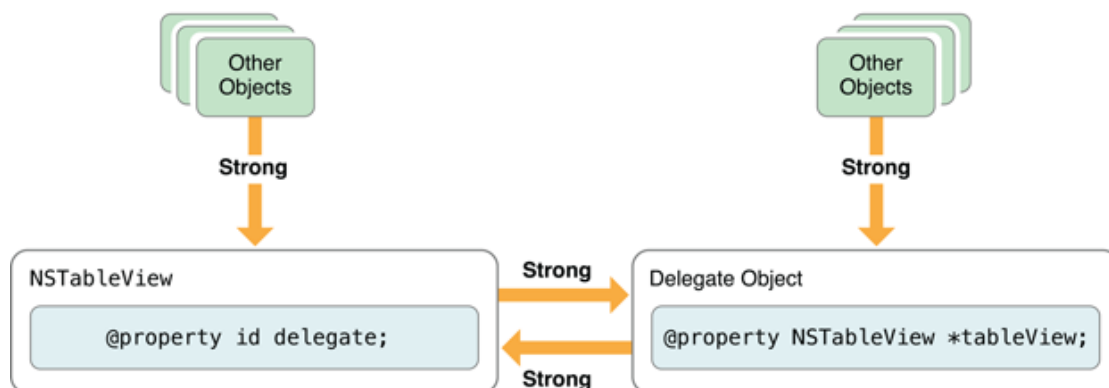 Other
Objects
Other
Objects
Strong
Strong
NSTableView
Strong
Delegate Object
@property id delegate;
@property NSTableView *tableView;
Strong